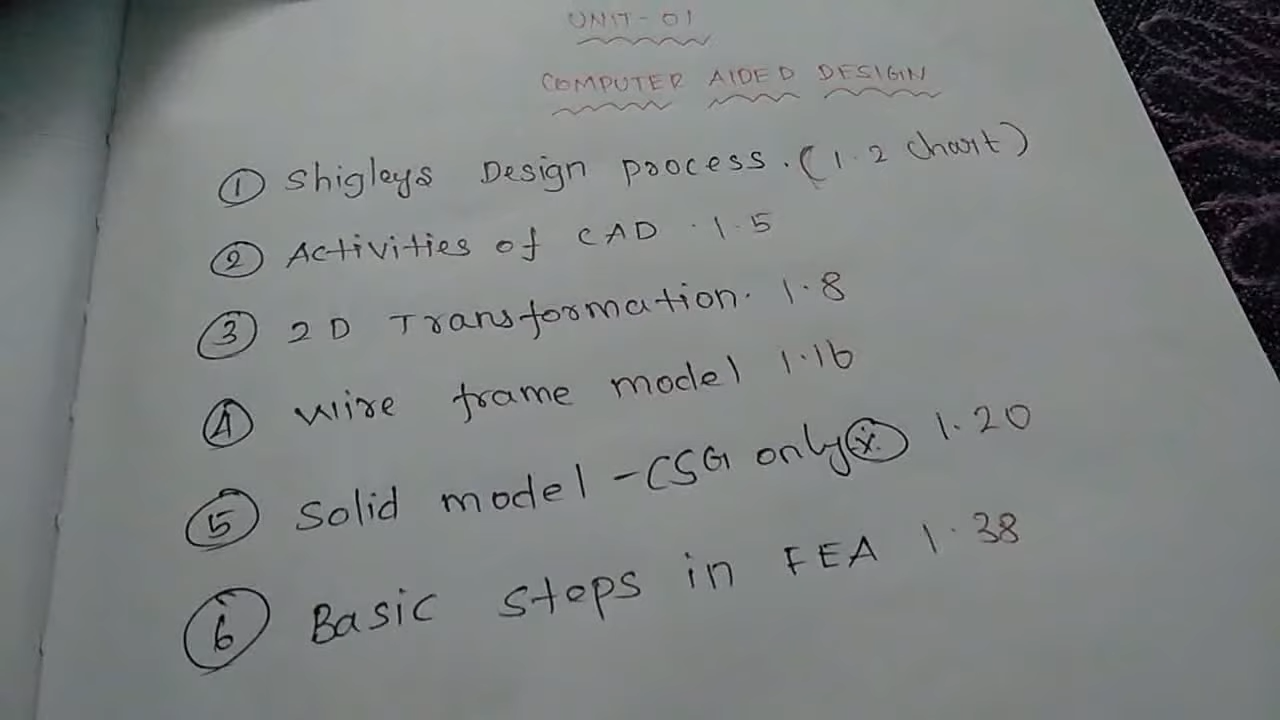 UNIT-01
COMPUTER AIDED DESIGN
① Shigleys Design process. (1.2 chart)
② Activities of CAD . 1.5
③ 2D Transformation. 1.8
④ Wire frame model 1.16
⑤ Solid model - CSG only 1.20
⑥ Basic steps in FEA 1.38